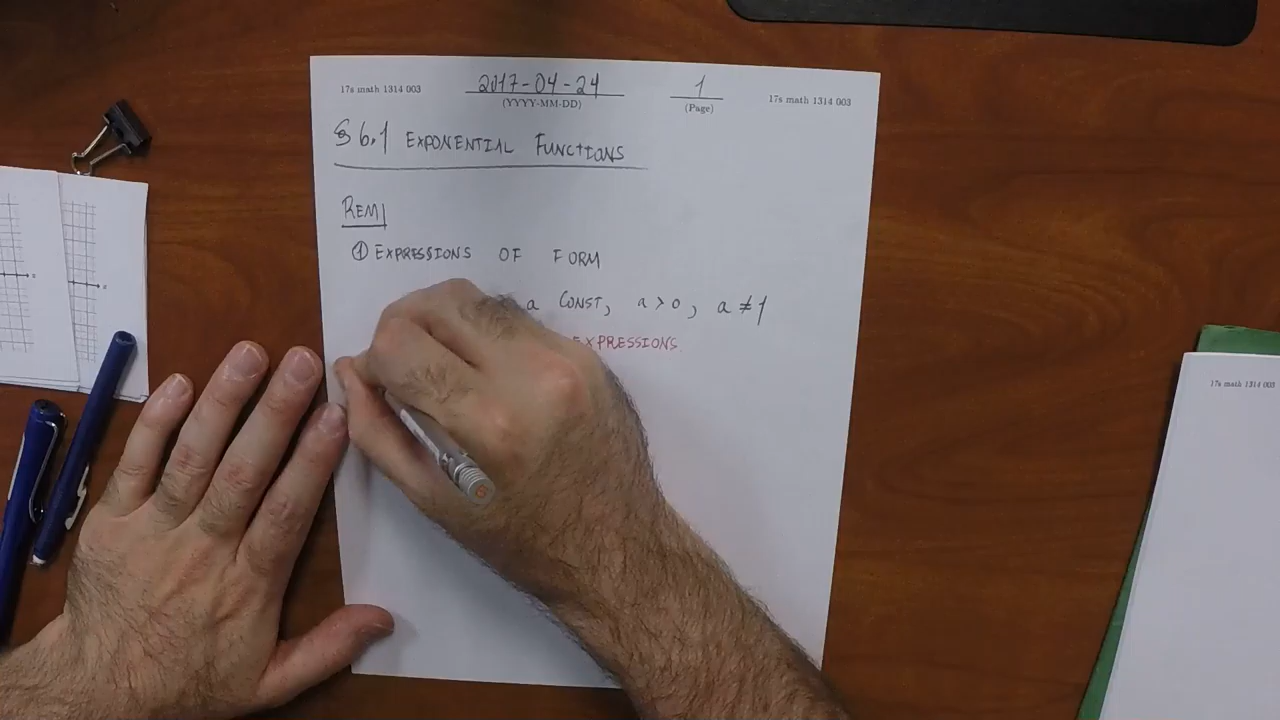 17s math 1314 003 2017-04-24 1 17s math 1314 003
(YYYY-MM-DD) (Page)
§ 6.1 EXPONENTIAL FUNCTIONS
REM
① EXPRESSIONS OF FORM
a CONST, a > 0, a ≠ 1
EXPRESSIONS.
17s math 1314 003